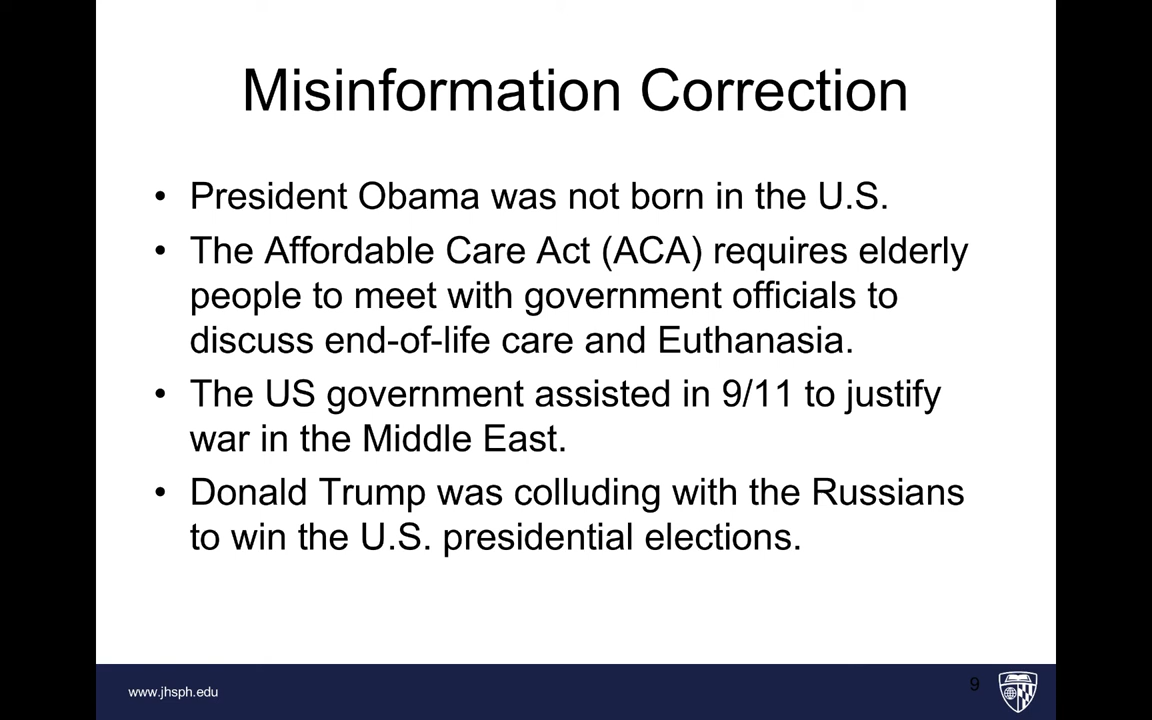 Misinformation Correction
• President Obama was not born in the U.S.
• The Affordable Care Act (ACA) requires elderly
people to meet with government officials to
discuss end-of-life care and Euthanasia.
• The US government assisted in 9/11 to justify
war in the Middle East.
• Donald Trump was colluding with the Russians
to win the U.S. presidential elections.
www.jhsph.edu
9